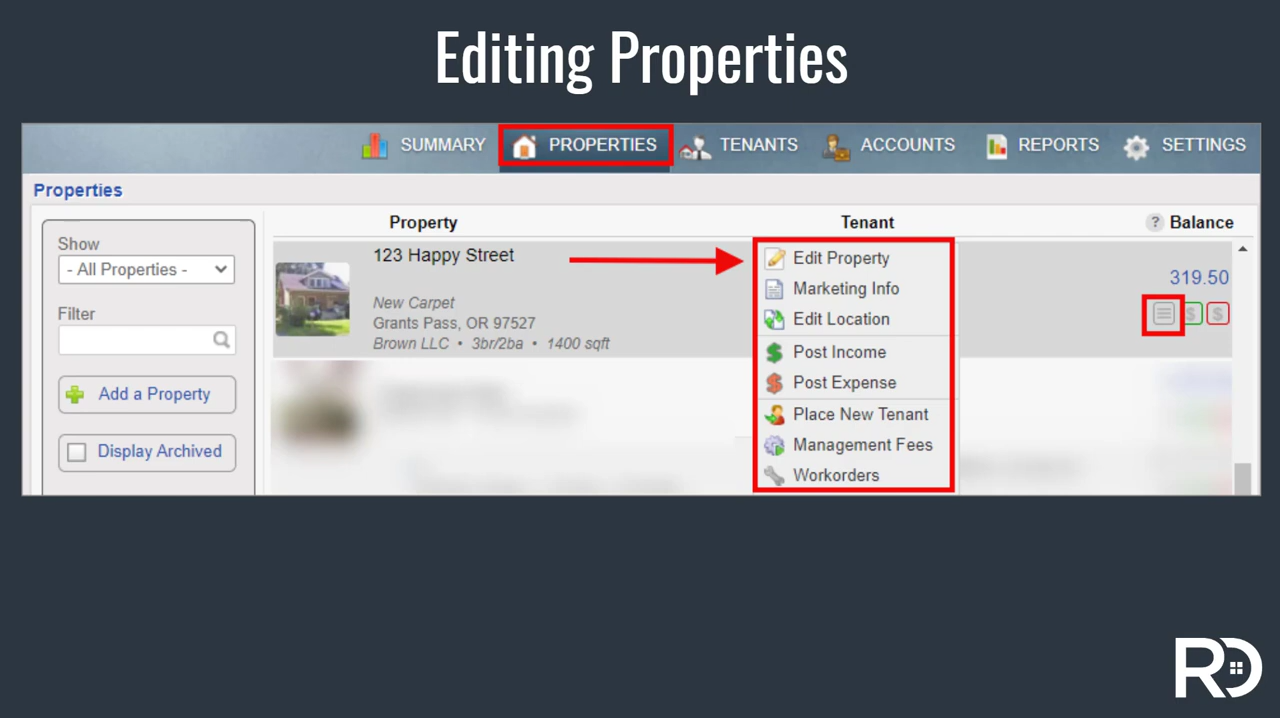 Editing Properties
SUMMARY PROPERTIES TENANTS ACCOUNTS REPORTS SETTINGS
Properties
Show
- All Properties -
Filter
Add a Property
Display Archived
Property Tenant ? Balance
123 Happy Street
New Carpet
Grants Pass, OR 97527
Brown LLC • 3br/2ba • 1400 sqft
Edit Property
Marketing Info
Edit Location
Post Income
Post Expense
Place New Tenant
Management Fees
Workorders
319.50
$ $
RD